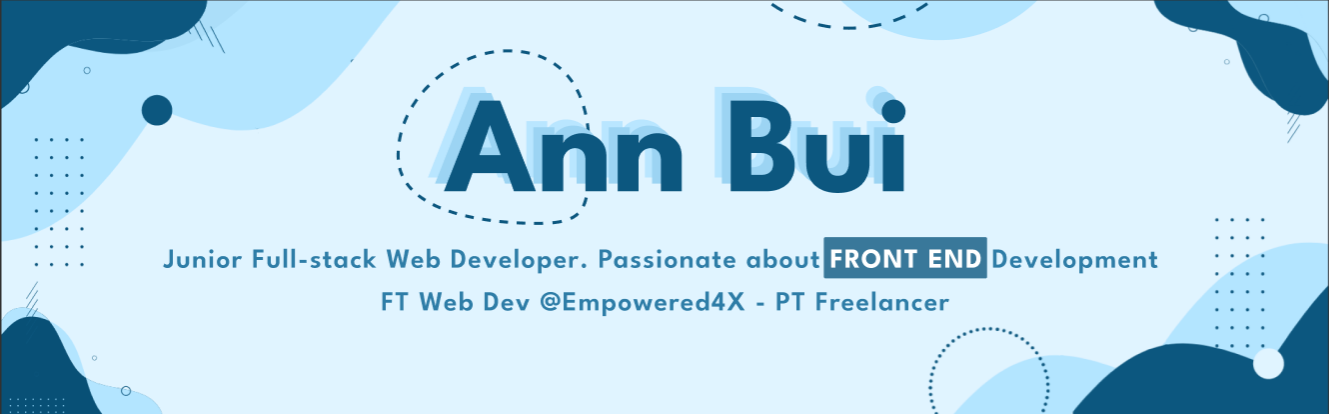 Ann Bui
Junior Full-stack Web Developer. Passionate about FRONT END Development
FT Web Dev @Empowered4X - PT Freelancer